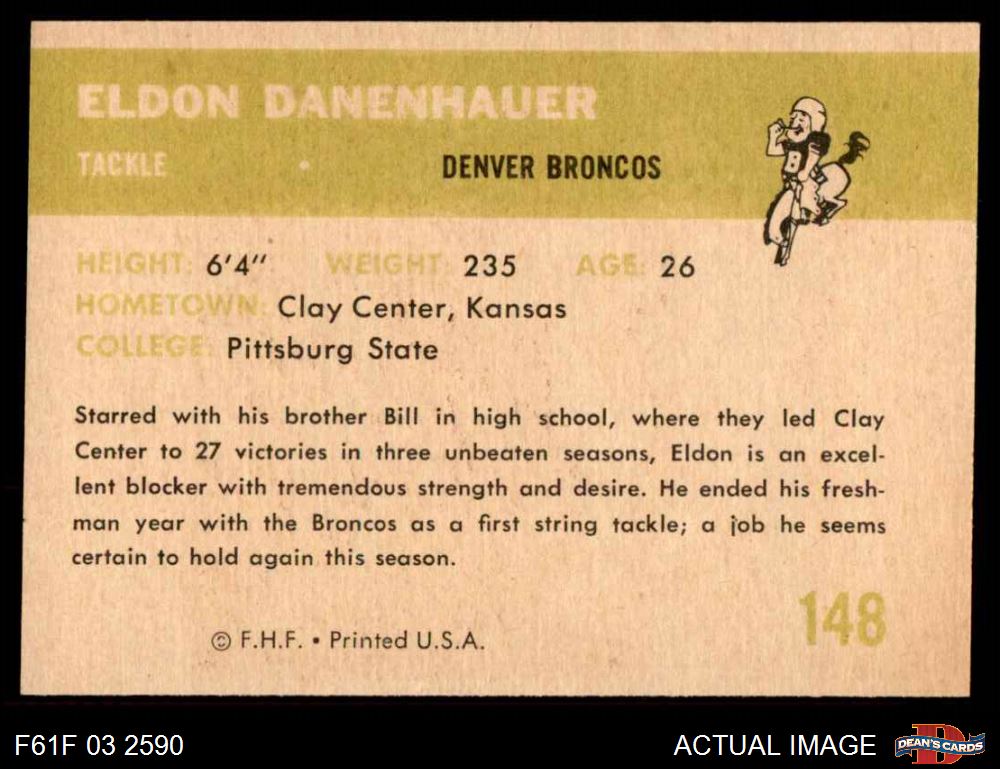 ELDON DANENHAUER
TACKLE • DENVER BRONCOS
HEIGHT: 6'4" WEIGHT: 235 AGE: 26
HOMETOWN: Clay Center, Kansas
COLLEGE: Pittsburg State
Starred with his brother Bill in high school, where they led Clay
Center to 27 victories in three unbeaten seasons, Eldon is an excel-
lent blocker with tremendous strength and desire. He ended his fresh-
man year with the Broncos as a first string tackle; a job he seems
certain to hold again this season.
148
© F.H.F. • Printed U.S.A.
F61F 03 2590
ACTUAL IMAGE
D
DEAN'S CARDS